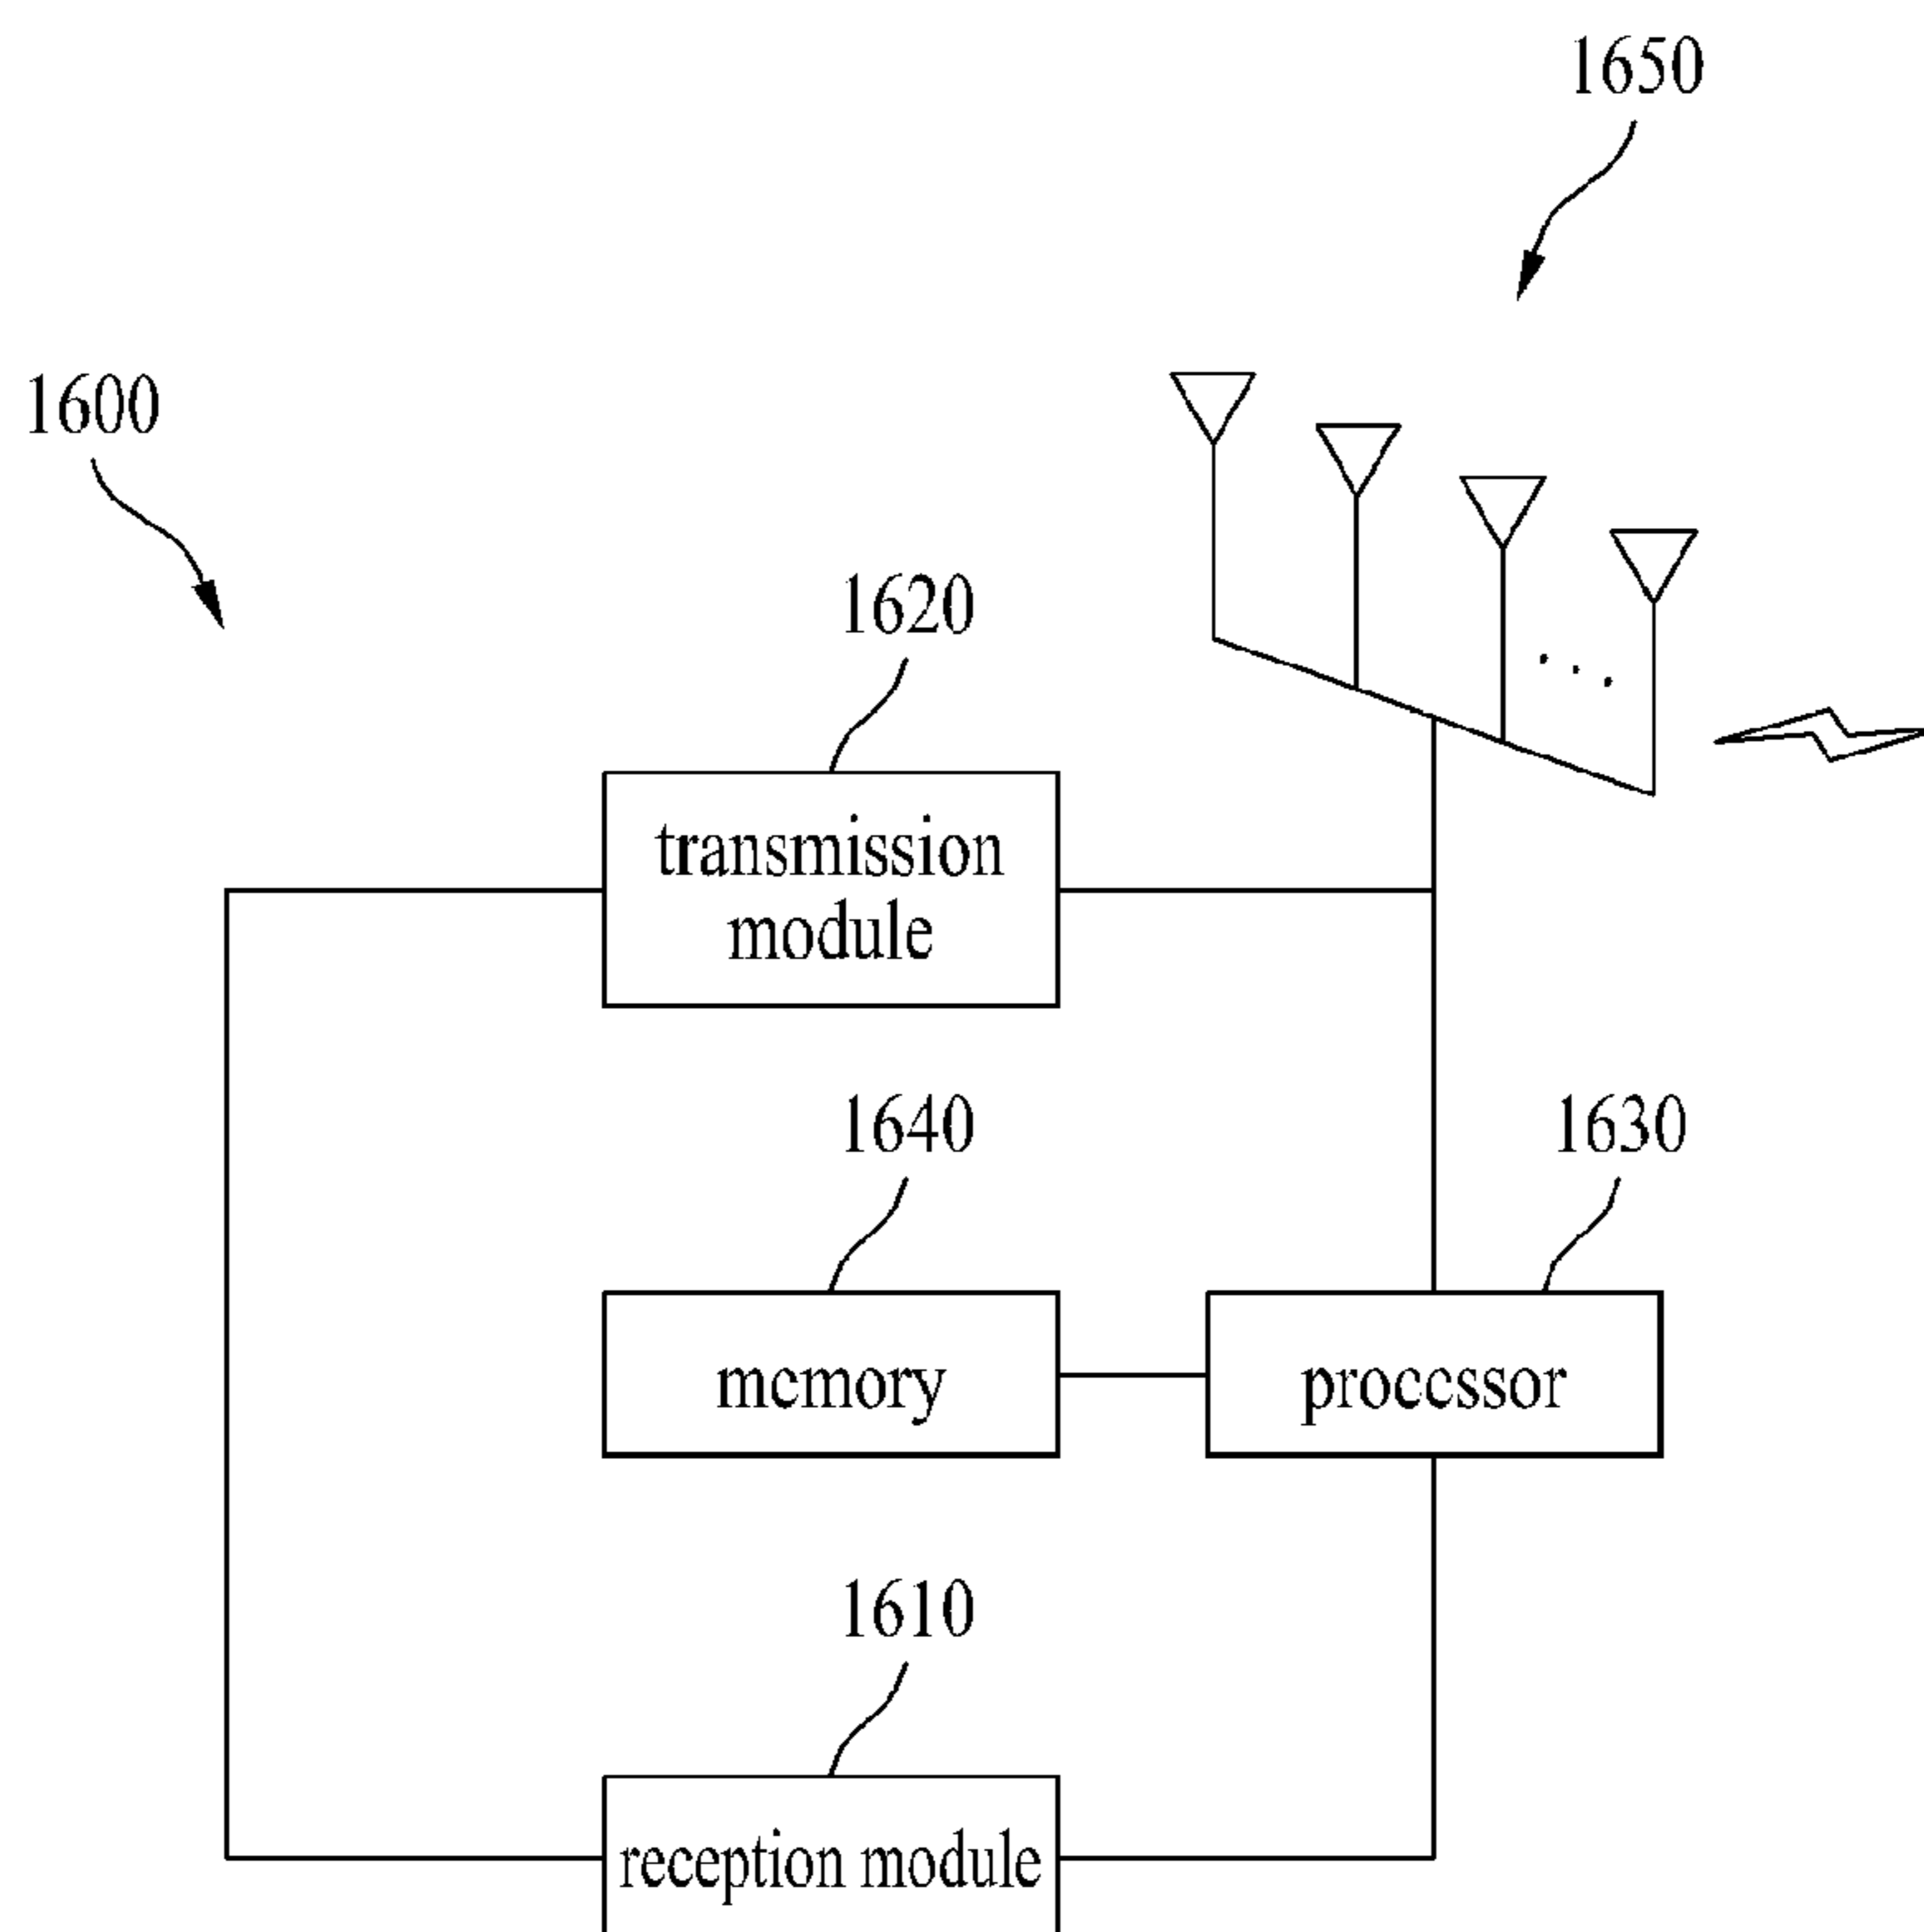 1650
1600
1620
transmission
module
1640
1630
memory
processor
1610
reception module